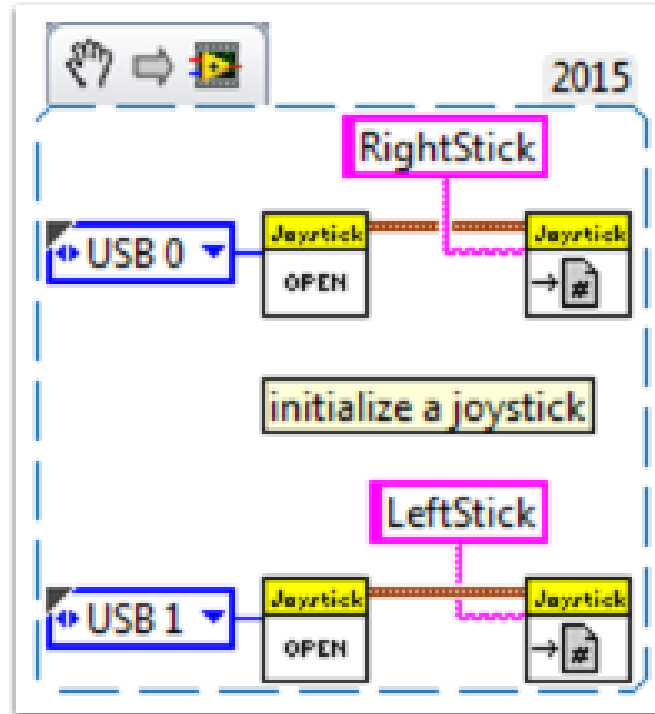 2015
RightStick
USB 0
Joystick
Joystick
OPEN
#
initialize a joystick
LeftStick
USB 1
Joystick
Joystick
OPEN
#